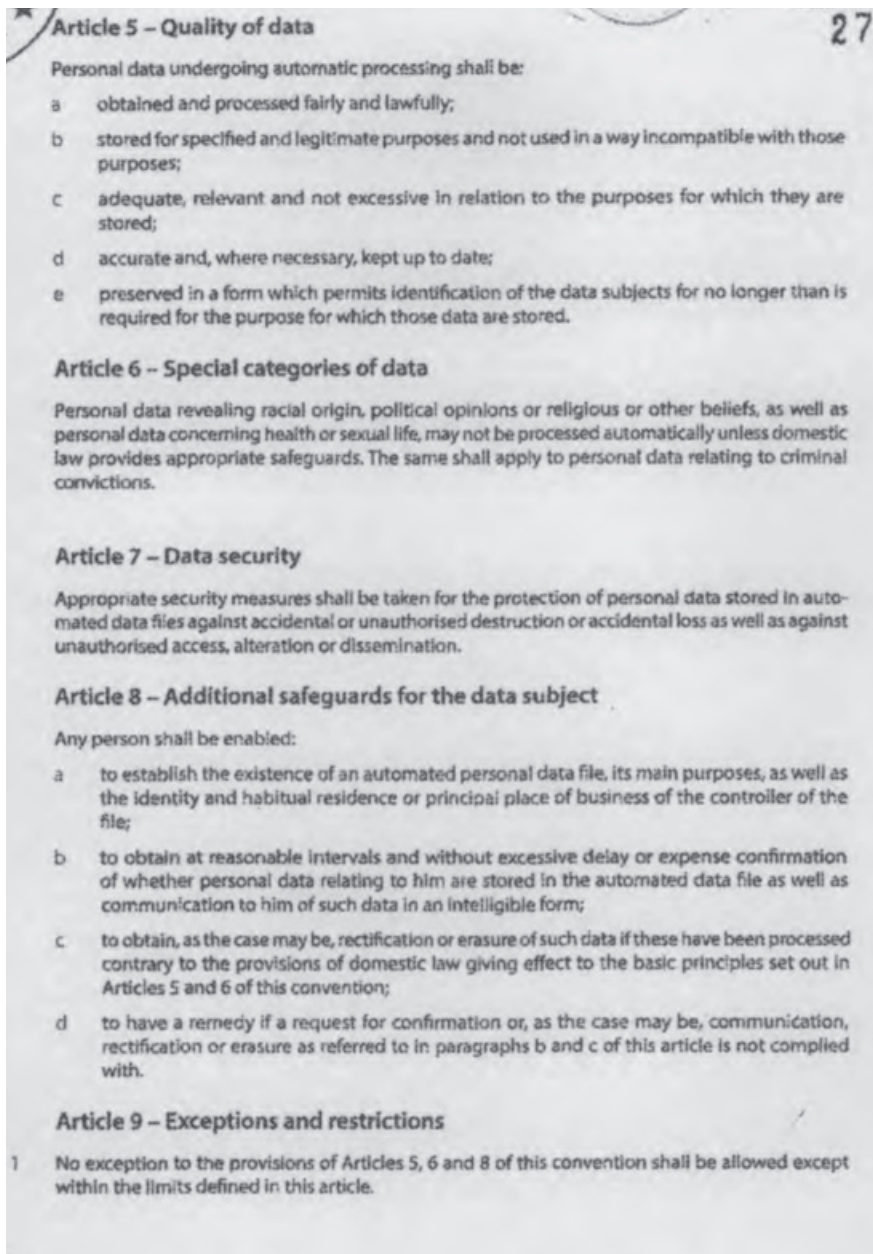 27
Article 5 – Quality of data
Personal data undergoing automatic processing shall be:
a obtained and processed fairly and lawfully;
b stored for specified and legitimate purposes and not used in a way incompatible with those
purposes;
c adequate, relevant and not excessive in relation to the purposes for which they are
stored;
d accurate and, where necessary, kept up to date;
e preserved in a form which permits identification of the data subjects for no longer than is
required for the purpose for which those data are stored.
Article 6 – Special categories of data
Personal data revealing racial origin, political opinions or religious or other beliefs, as well as
personal data concerning health or sexual life, may not be processed automatically unless domestic
law provides appropriate safeguards. The same shall apply to personal data relating to criminal
convictions.
Article 7 – Data security
Appropriate security measures shall be taken for the protection of personal data stored in auto-
mated data files against accidental or unauthorised destruction or accidental loss as well as against
unauthorised access, alteration or dissemination.
Article 8 – Additional safeguards for the data subject
Any person shall be enabled:
a to establish the existence of an automated personal data file, its main purposes, as well as
the identity and habitual residence or principal place of business of the controller of the
file;
b to obtain at reasonable intervals and without excessive delay or expense confirmation
of whether personal data relating to him are stored in the automated data file as well as
communication to him of such data in an intelligible form;
c to obtain, as the case may be, rectification or erasure of such data if these have been processed
contrary to the provisions of domestic law giving effect to the basic principles set out in
Articles 5 and 6 of this convention;
d to have a remedy if a request for confirmation or, as the case may be, communication,
rectification or erasure as referred to in paragraphs b and c of this article is not complied
with.
Article 9 – Exceptions and restrictions
1 No exception to the provisions of Articles 5, 6 and 8 of this convention shall be allowed except
within the limits defined in this article.